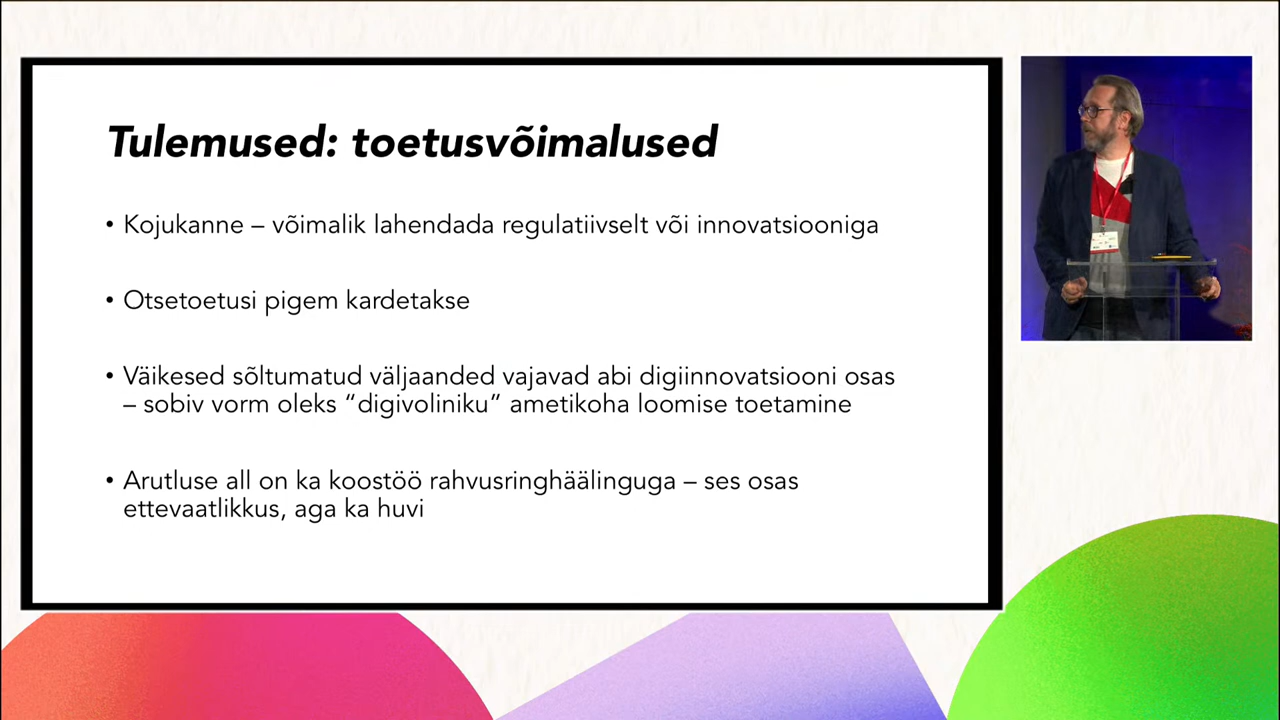 Tulemused: toetusvõimalused
• Kojukanne – võimalik lahendada regulatiivselt või innovatsiooniga
• Otsetoetusi pigem kardetakse
• Väikesed sõltumatud väljaanded vajavad abi digiinnovatsiooni osas
– sobiv vorm oleks “digivoliniku” ametikoha loomise toetamine
• Arutluse all on ka koostöö rahvusringhäälinguga – ses osas
ettevaatlikkus, aga ka huvi